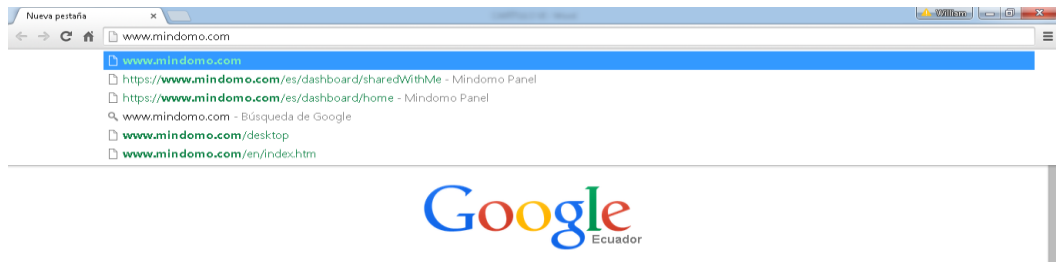 Nueva pestaña
William
www.mindomo.com
www.mindomo.com
https://www.mindomo.com/es/dashboard/sharedWithMe - Mindomo Panel
https://www.mindomo.com/es/dashboard/home - Mindomo Panel
www.mindomo.com - Búsqueda de Google
www.mindomo.com/desktop
www.mindomo.com/en/index.htm
Google
Ecuador